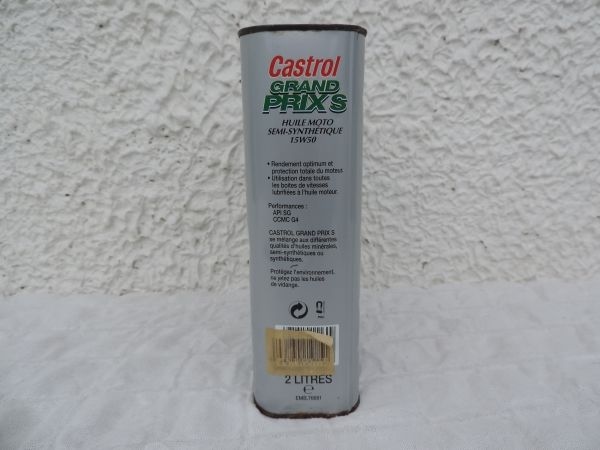 Castrol
GRAND
PRIX S
HUILE MOTO
SEMI-SYNTHÉTIQUE
15W50
• Rendement optimum et
protection totale du moteur.
• Utilisation dans toutes
les boites de vitesses
lubrifiées à l'huile moteur.
Performances :
API SG
CCMC G4
CASTROL GRAND PRIX S
se mélange aux différentes
qualités d'huiles minérales,
semi-synthétiques ou
synthétiques.
Protégez l'environnement,
ne jetez pas les huiles
de vidange.
2 LITRES
℮